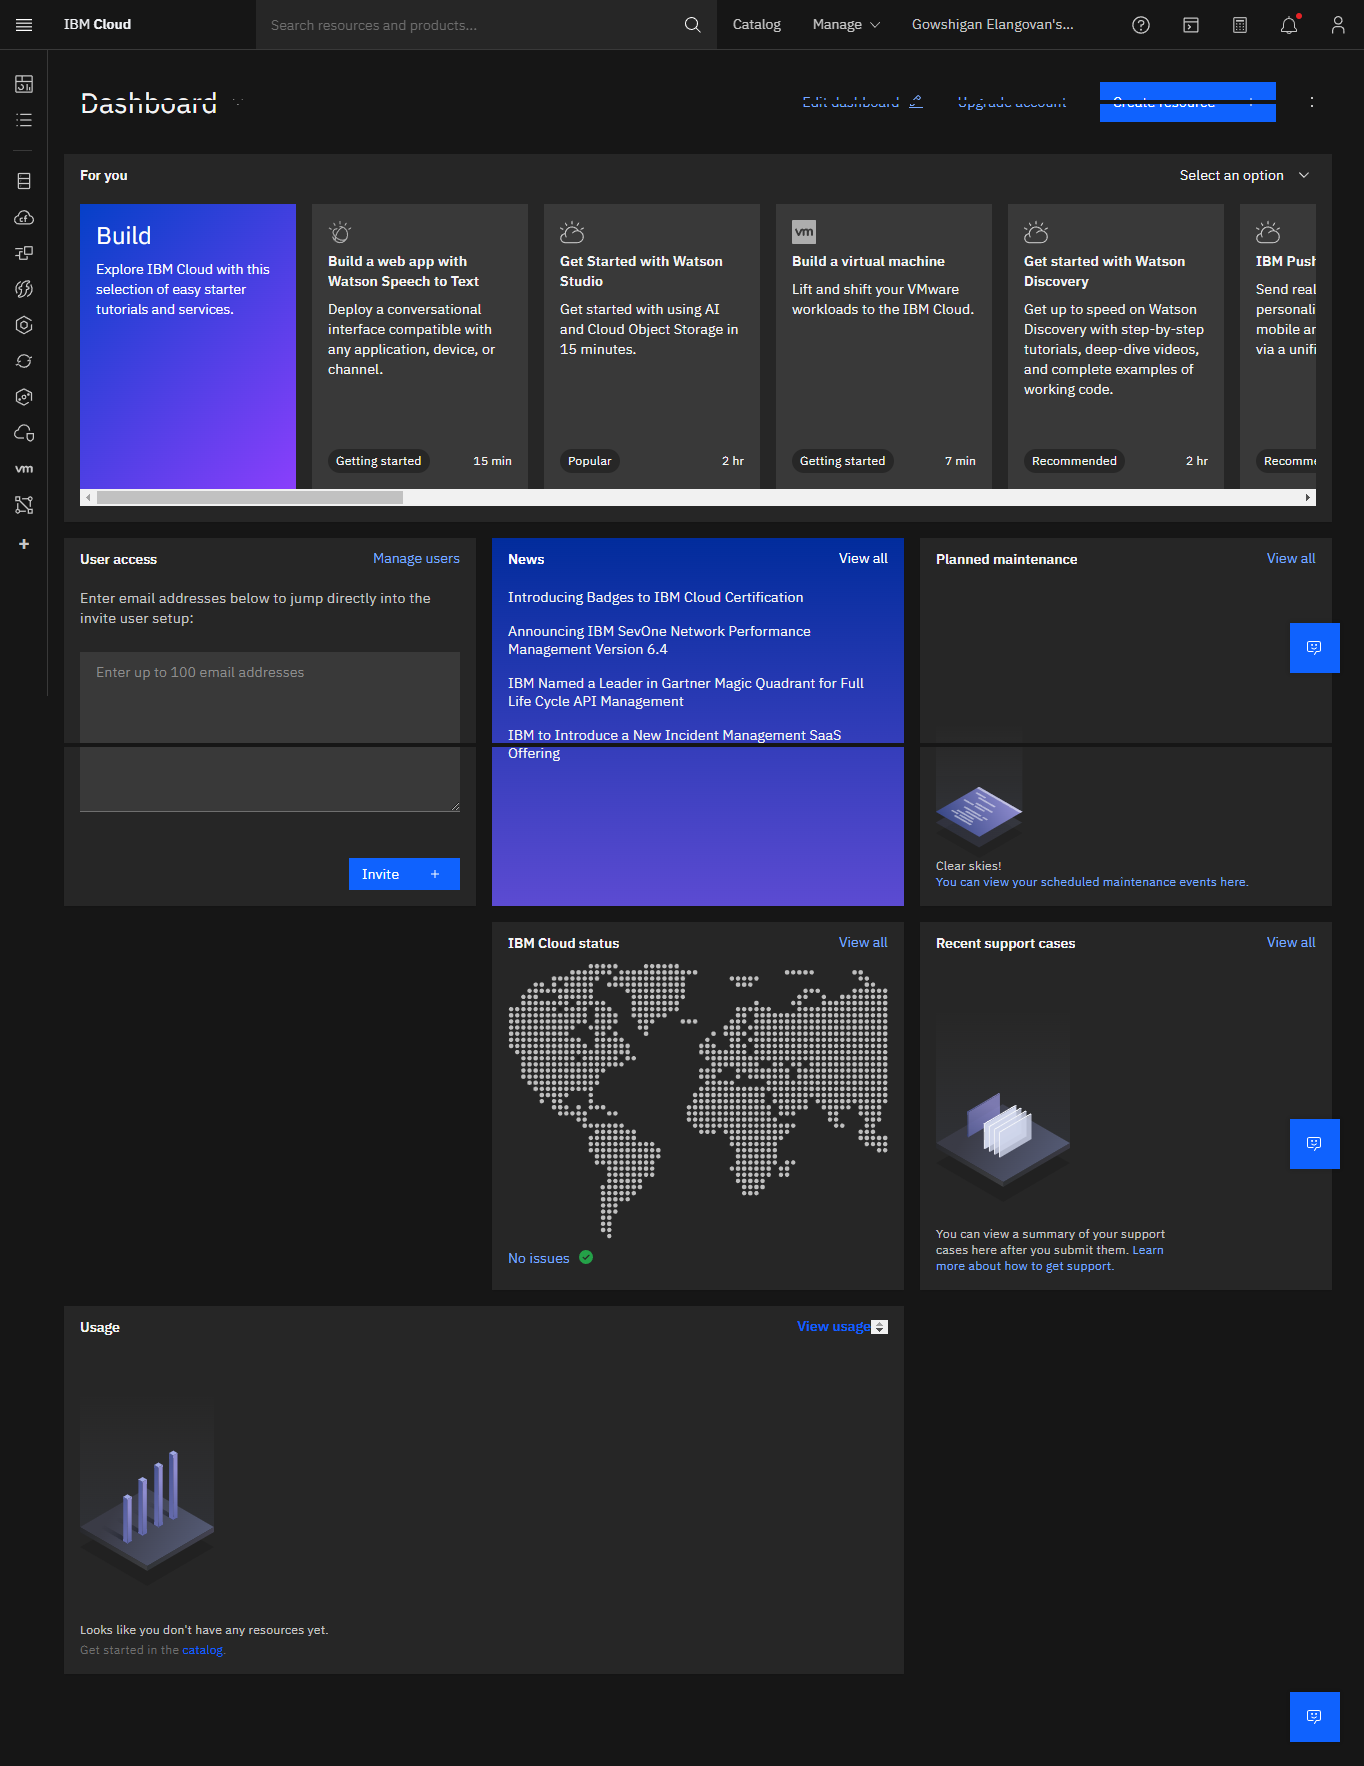 IBM Cloud
Search resources and products...
Catalog
Manage
Gowshigan Elangovan's...
Dashboard
Edit dashboard
Upgrade account
Create resource
For you
Select an option
Build
Explore IBM Cloud with this
selection of easy starter
tutorials and services.
Build a web app with
Watson Speech to Text
Deploy a conversational
interface compatible with
any application, device, or
channel.
Getting started
15 min
Get Started with Watson
Studio
Get started with using AI
and Cloud Object Storage in
15 minutes.
Popular
2 hr
vm
Build a virtual machine
Lift and shift your VMware
workloads to the IBM Cloud.
Getting started
7 min
Get started with Watson
Discovery
Get up to speed on Watson
Discovery with step-by-step
tutorials, deep-dive videos,
and complete examples of
working code.
Recommended
2 hr
IBM Push
Send real
personali
mobile an
via a unifi
Recomme
cf
vm
User access
Manage users
Enter email addresses below to jump directly into the
invite user setup:
Enter up to 100 email addresses
Invite +
News
View all
Introducing Badges to IBM Cloud Certification
Announcing IBM SevOne Network Performance
Management Version 6.4
IBM Named a Leader in Gartner Magic Quadrant for Full
Life Cycle API Management
IBM to Introduce a New Incident Management SaaS
Offering
Planned maintenance
View all
Clear skies!
You can view your scheduled maintenance events here.
IBM Cloud status
View all
No issues
Recent support cases
View all
You can view a summary of your support
cases here after you submit them. Learn
more about how to get support.
Usage
View usage
Looks like you don't have any resources yet.
Get started in the catalog.